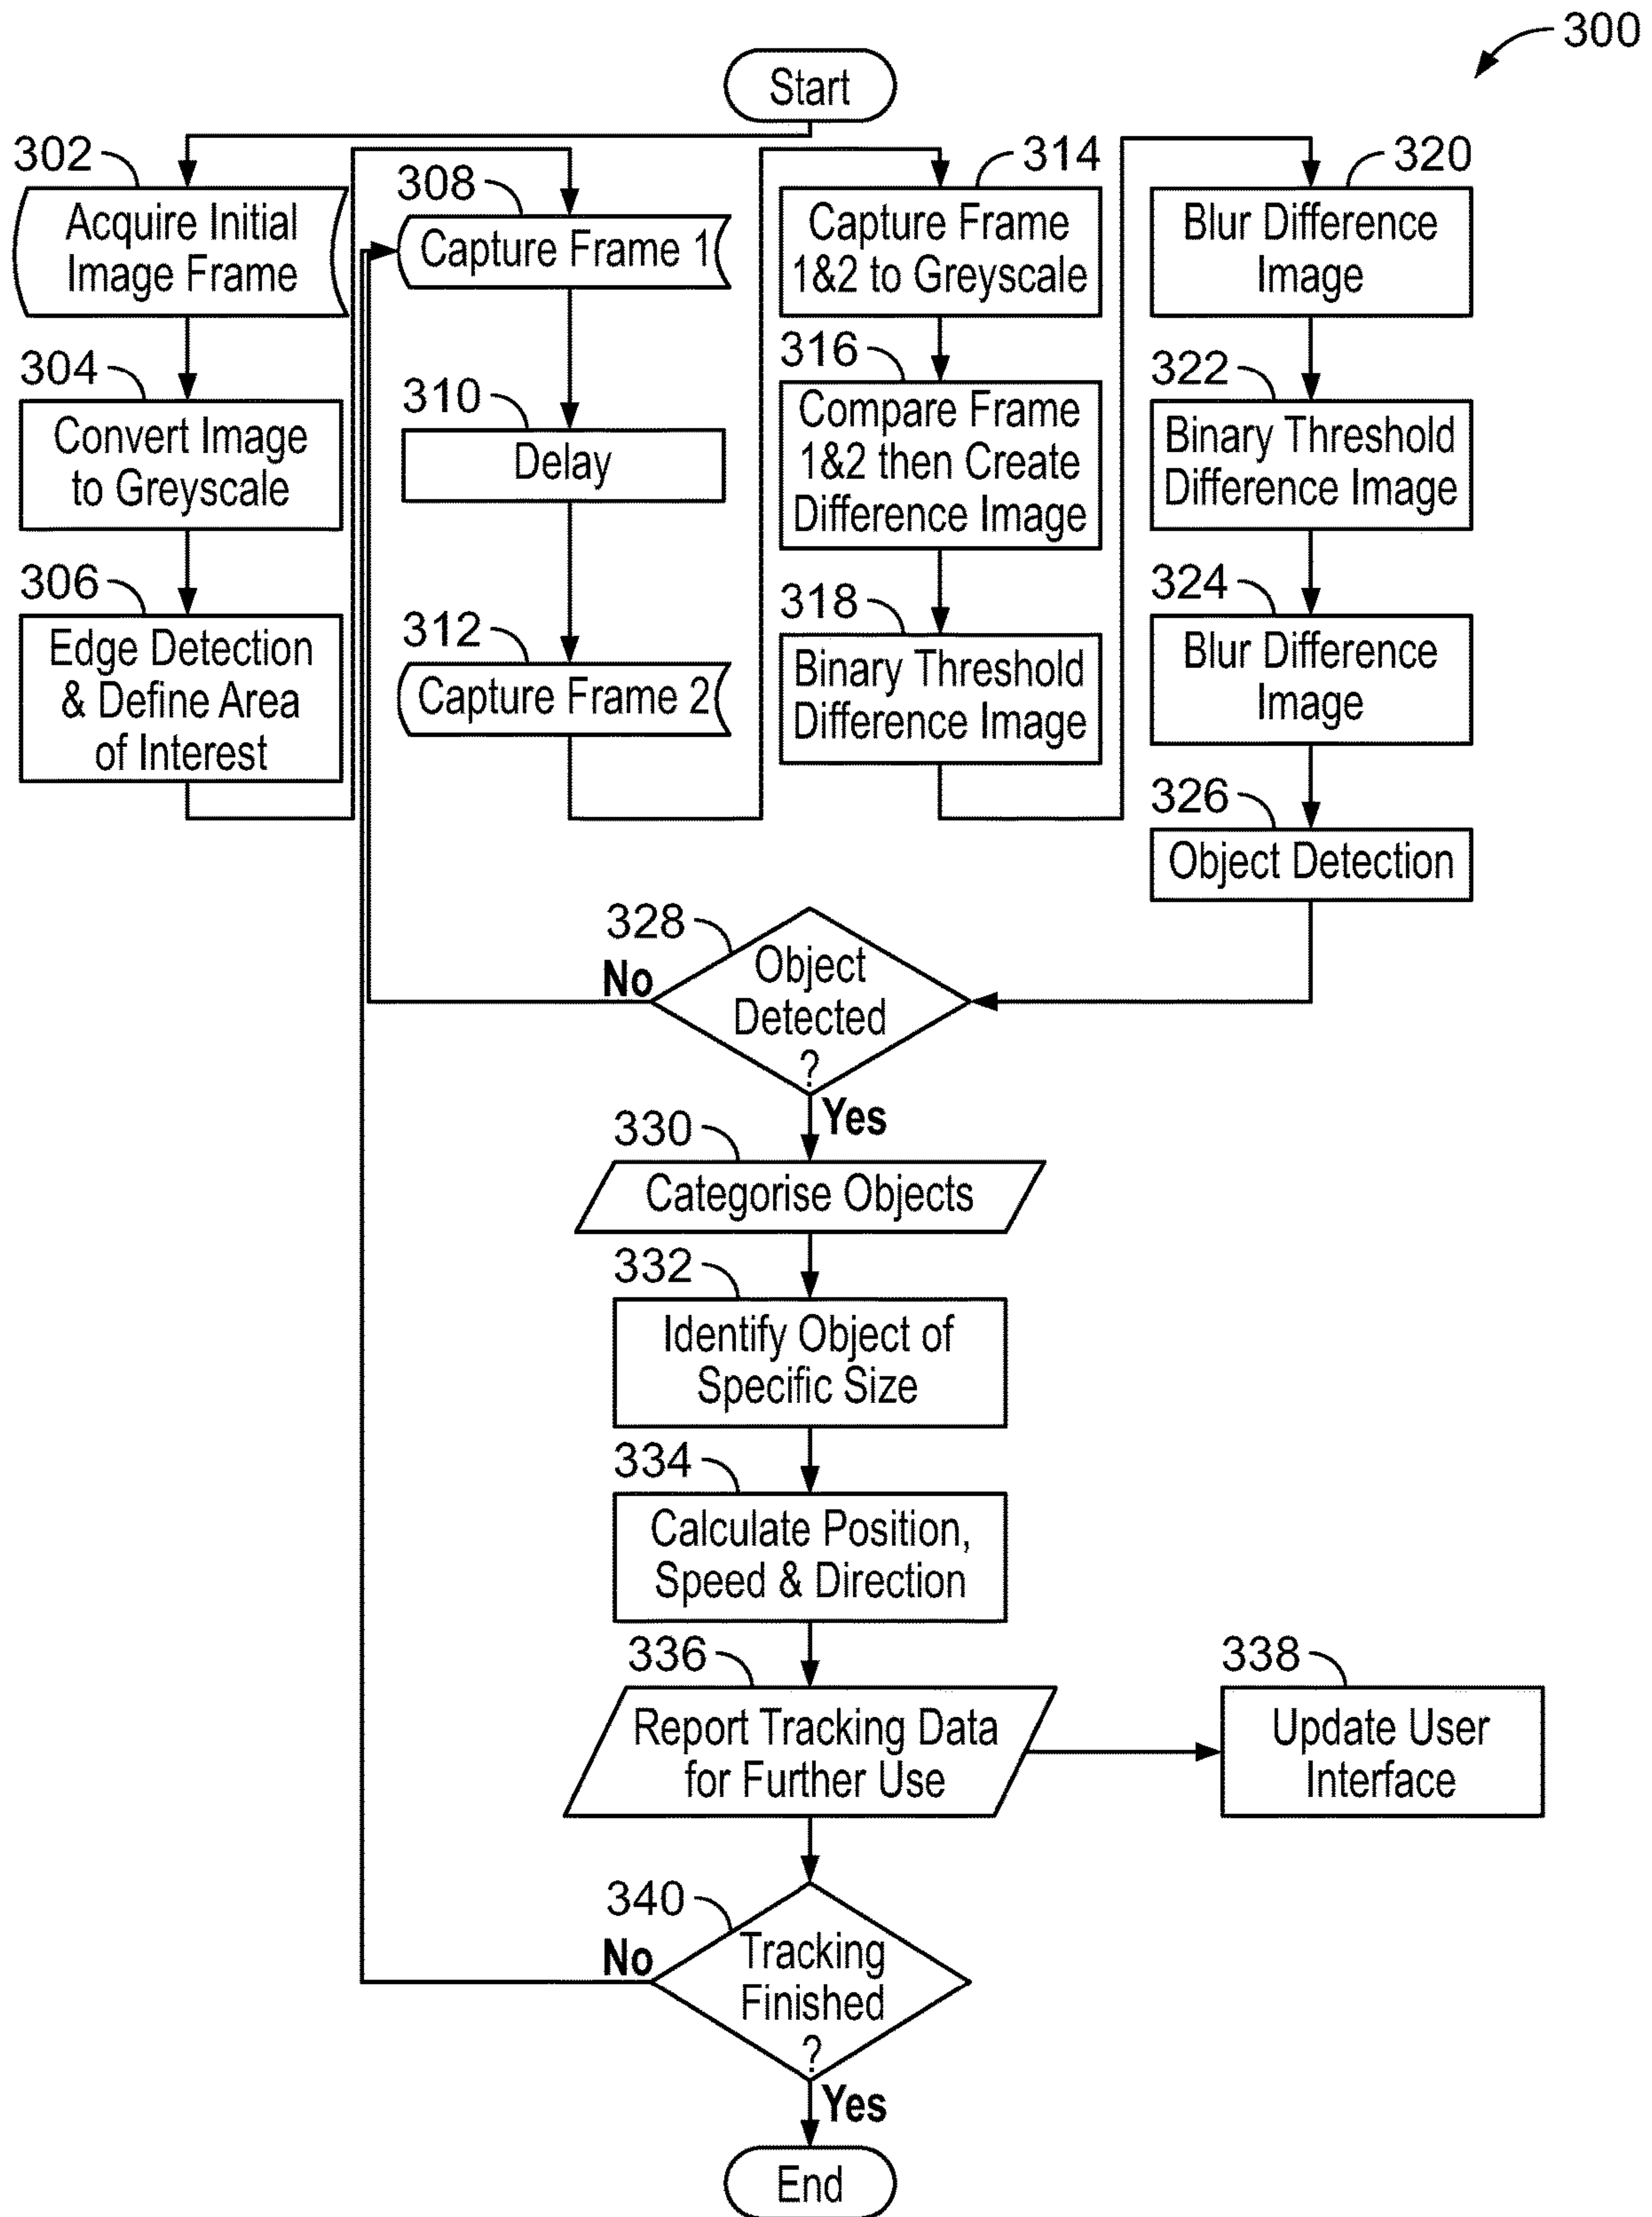 300
Start
302
Acquire Initial
Image Frame
304
Convert Image
to Greyscale
306
Edge Detection
& Define Area
of Interest
308
Capture Frame 1
310
Delay
312
Capture Frame 2
314
Capture Frame
1&2 to Greyscale
316
Compare Frame
1&2 then Create
Difference Image
318
Binary Threshold
Difference Image
320
Blur Difference
Image
322
Binary Threshold
Difference Image
324
Blur Difference
Image
326
Object Detection
328
Object
Detected
?
No
Yes
330
Categorise Objects
332
Identify Object of
Specific Size
334
Calculate Position,
Speed & Direction
336
Report Tracking Data
for Further Use
338
Update User
Interface
340
Tracking
Finished
?
No
Yes
End